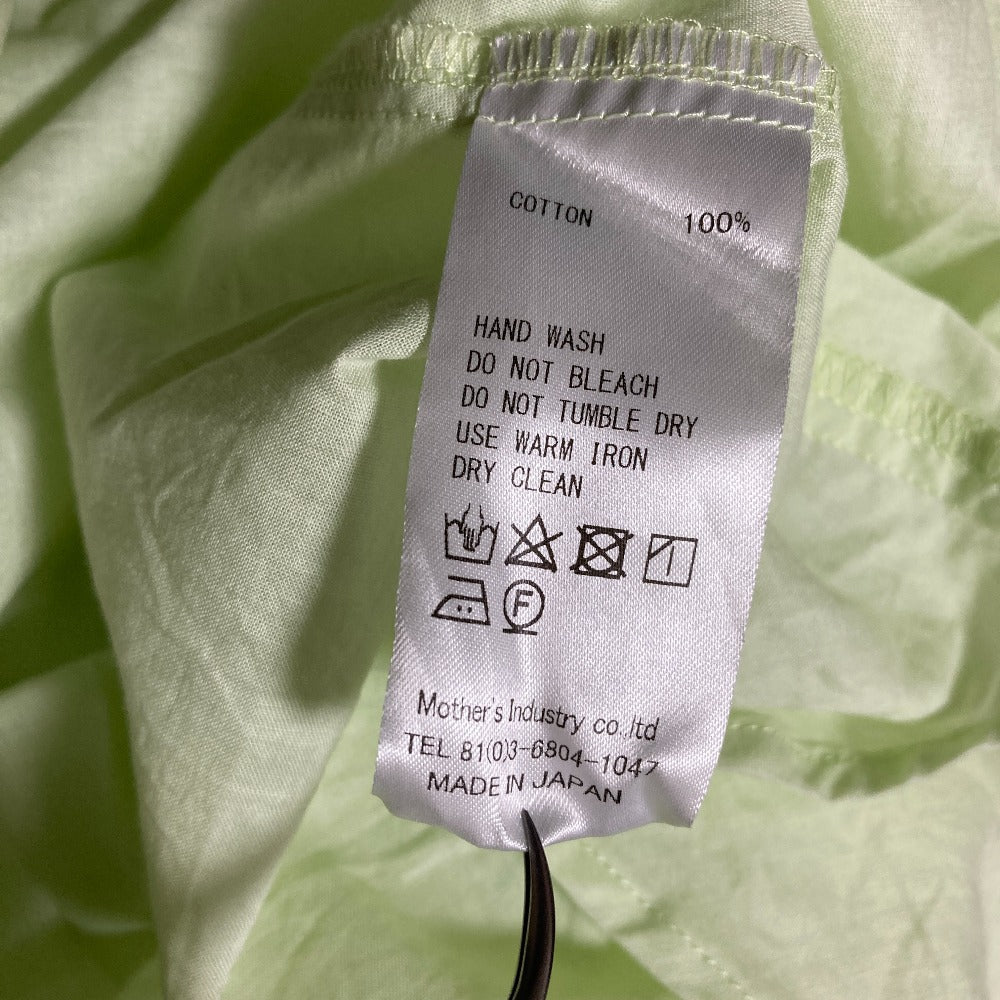 COTTON 100%
HAND WASH
DO NOT BLEACH
DO NOT TUMBLE DRY
USE WARM IRON
DRY CLEAN
F
Mother's Industry co.,ltd
TEL 81(0)3-6804-1047
MADE IN JAPAN